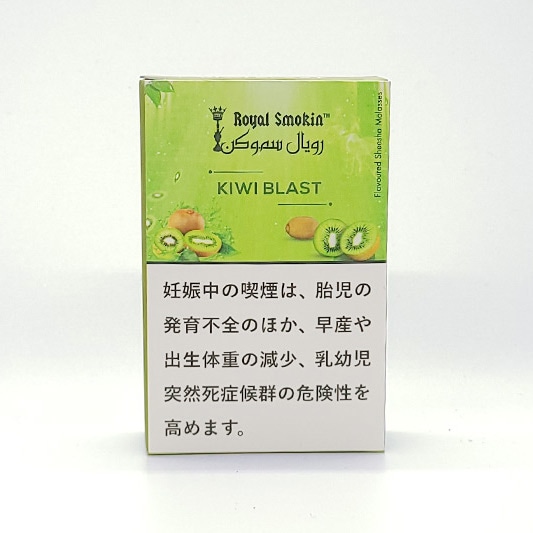 Royal Smokin™
رويال سموكن
KIWI BLAST
Flavoured Sheesha Molasses
妊娠中の喫煙は、胎児の
発育不全のほか、早産や
出生体重の減少、乳幼児
突然死症候群の危険性を
高めます。